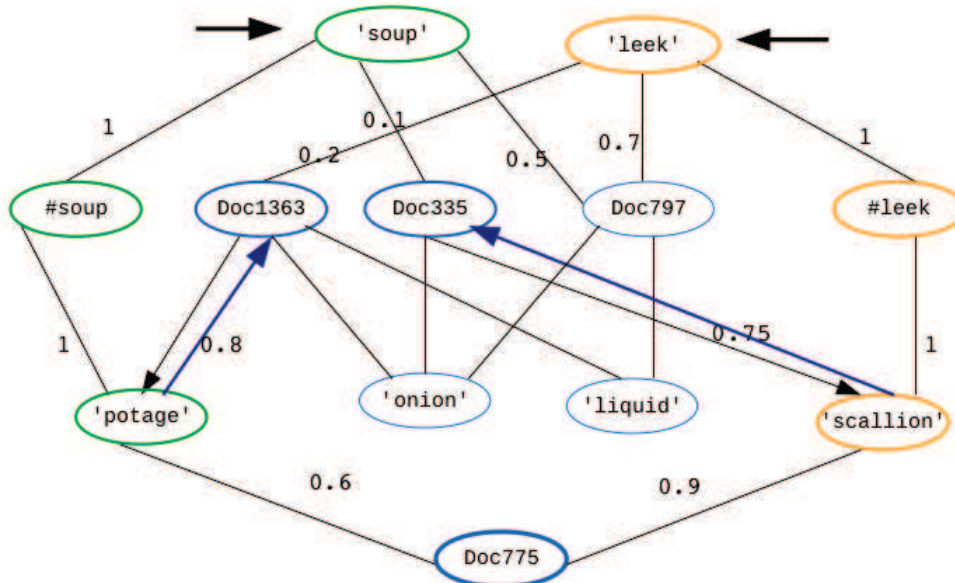 'soup'
'leek'
1
0.1
0.2
0.5
0.7
1
#soup
Doc1363
Doc335
Doc797
#leek
1
0.8
0.75
1
'potage'
'onion'
'liquid'
'scallion'
0.6
0.9
Doc775